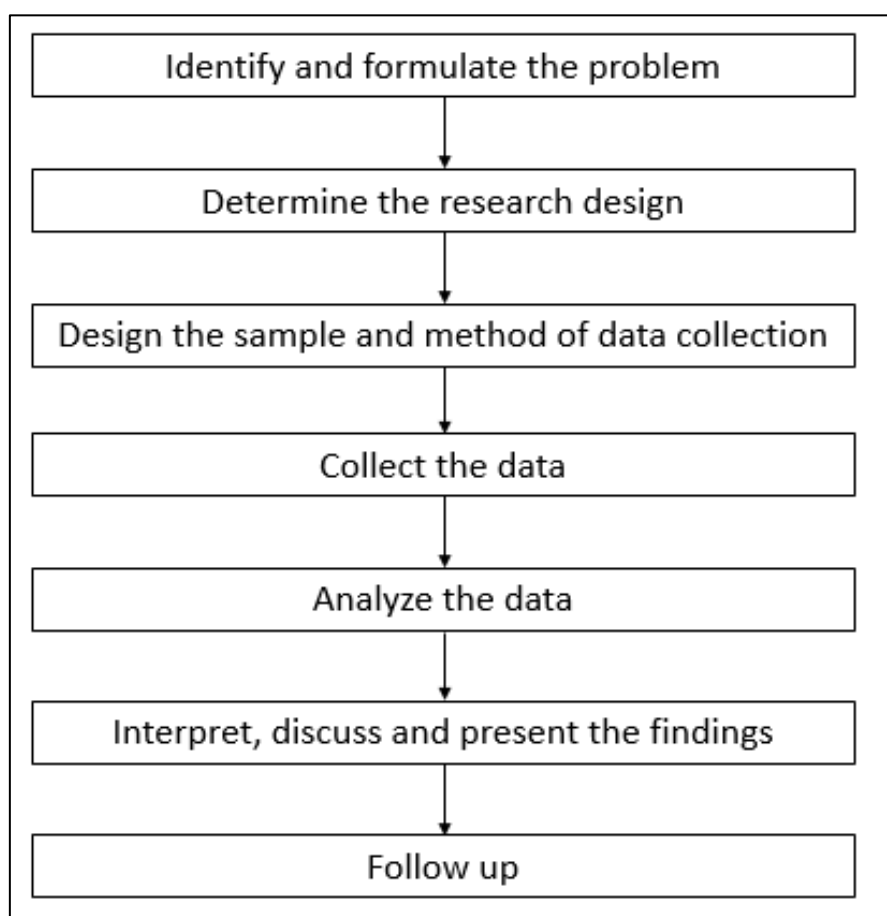 Identify and formulate the problem
Determine the research design
Design the sample and method of data collection
Collect the data
Analyze the data
Interpret, discuss and present the findings
Follow up